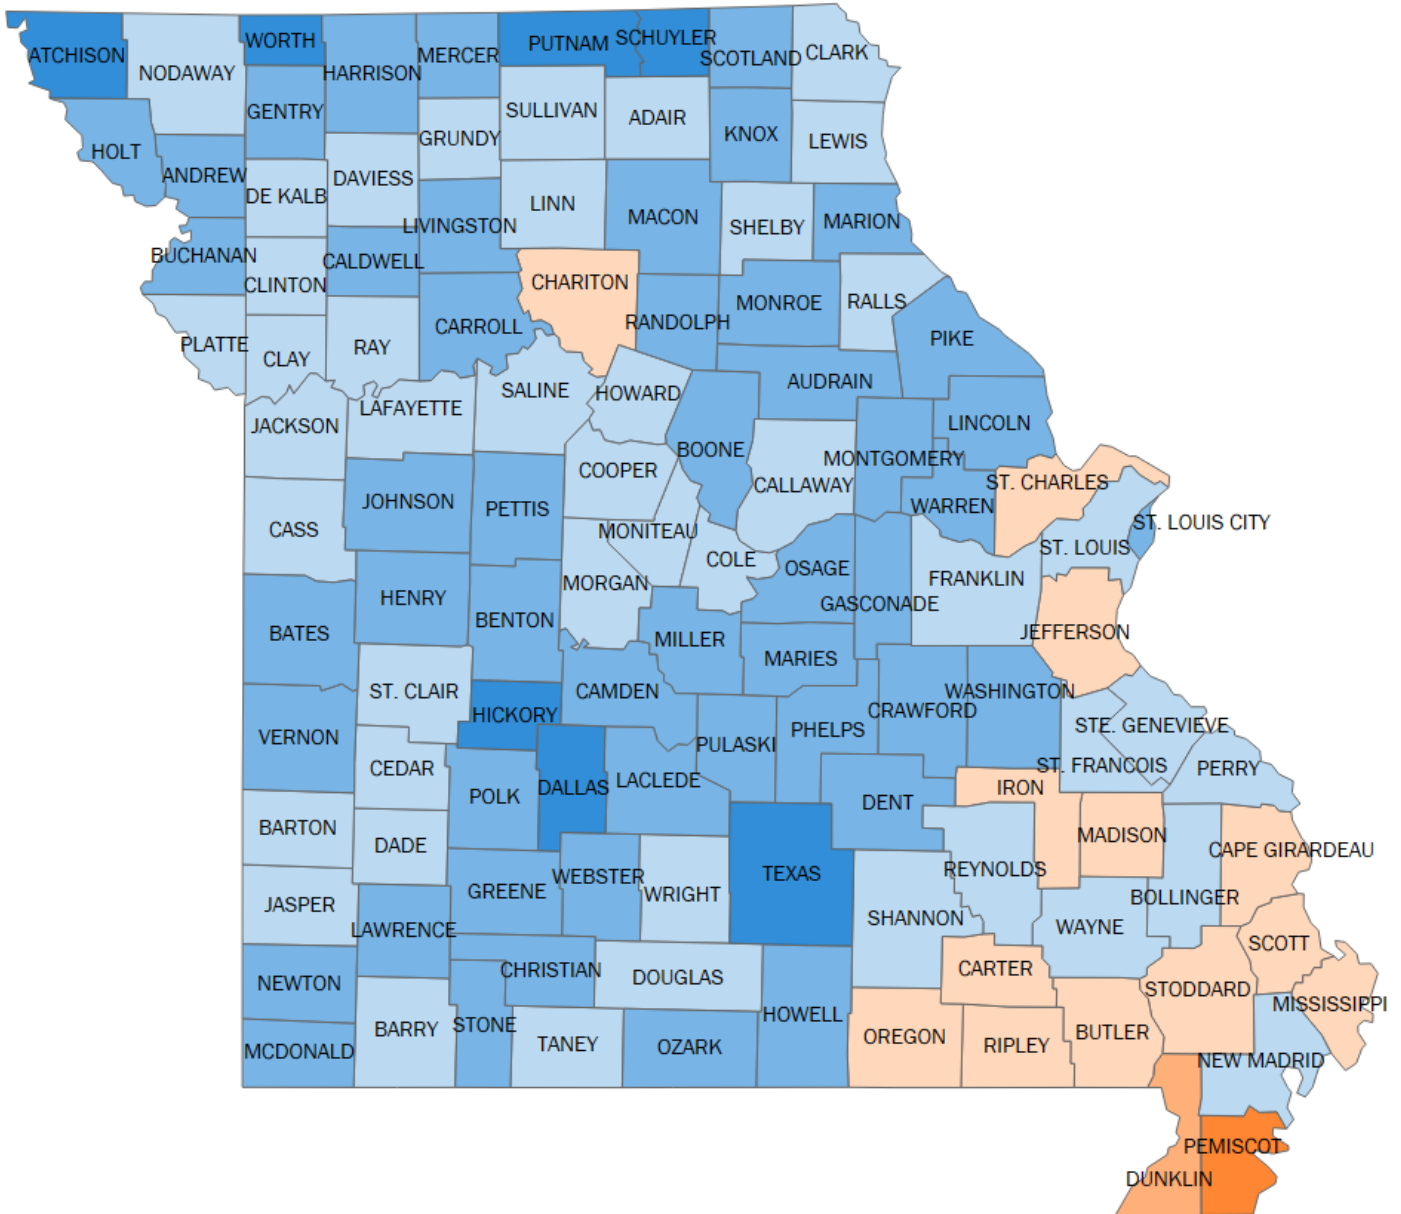 ATCHISON
NODAWAY
WORTH
HARRISON
MERCER
PUTNAM
SCHUYLER
SCOTLAND
CLARK
HOLT
ANDREW
GENTRY
DE KALB
DAVIESS
GRUNDY
SULLIVAN
ADAIR
KNOX
LEWIS
BUCHANAN
CLINTON
CALDWELL
LIVINGSTON
LINN
MACON
SHELBY
MARION
PLATTE
CLAY
RAY
CARROLL
CHARITON
RANDOLPH
MONROE
RALLS
PIKE
JACKSON
LAFAYETTE
SALINE
HOWARD
BOONE
AUDRAIN
CALLAWAY
MONTGOMERY
LINCOLN
WARREN
ST. CHARLES
ST. LOUIS CITY
ST. LOUIS
CASS
JOHNSON
PETTIS
COOPER
MONITEAU
MORGAN
COLE
OSAGE
GASCONADE
FRANKLIN
JEFFERSON
BATES
HENRY
BENTON
MILLER
MARIES
ST. CLAIR
HICKORY
CAMDEN
PULASKI
PHELPS
CRAWFORD
WASHINGTON
STE. GENEVIEVE
ST. FRANCOIS
PERRY
VERNON
CEDAR
POLK
DALLAS
LACLEDE
DENT
IRON
MADISON
CAPE GIRARDEAU
BARTON
DADE
GREENE
WEBSTER
WRIGHT
TEXAS
REYNOLDS
BOLLINGER
JASPER
LAWRENCE
SHANNON
WAYNE
SCOTT
NEWTON
CHRISTIAN
DOUGLAS
HOWELL
CARTER
STODDARD
MISSISSIPPI
MCDONALD
BARRY
STONE
TANEY
OZARK
OREGON
RIPLEY
BUTLER
NEW MADRID
PEMISCOT
DUNKLIN